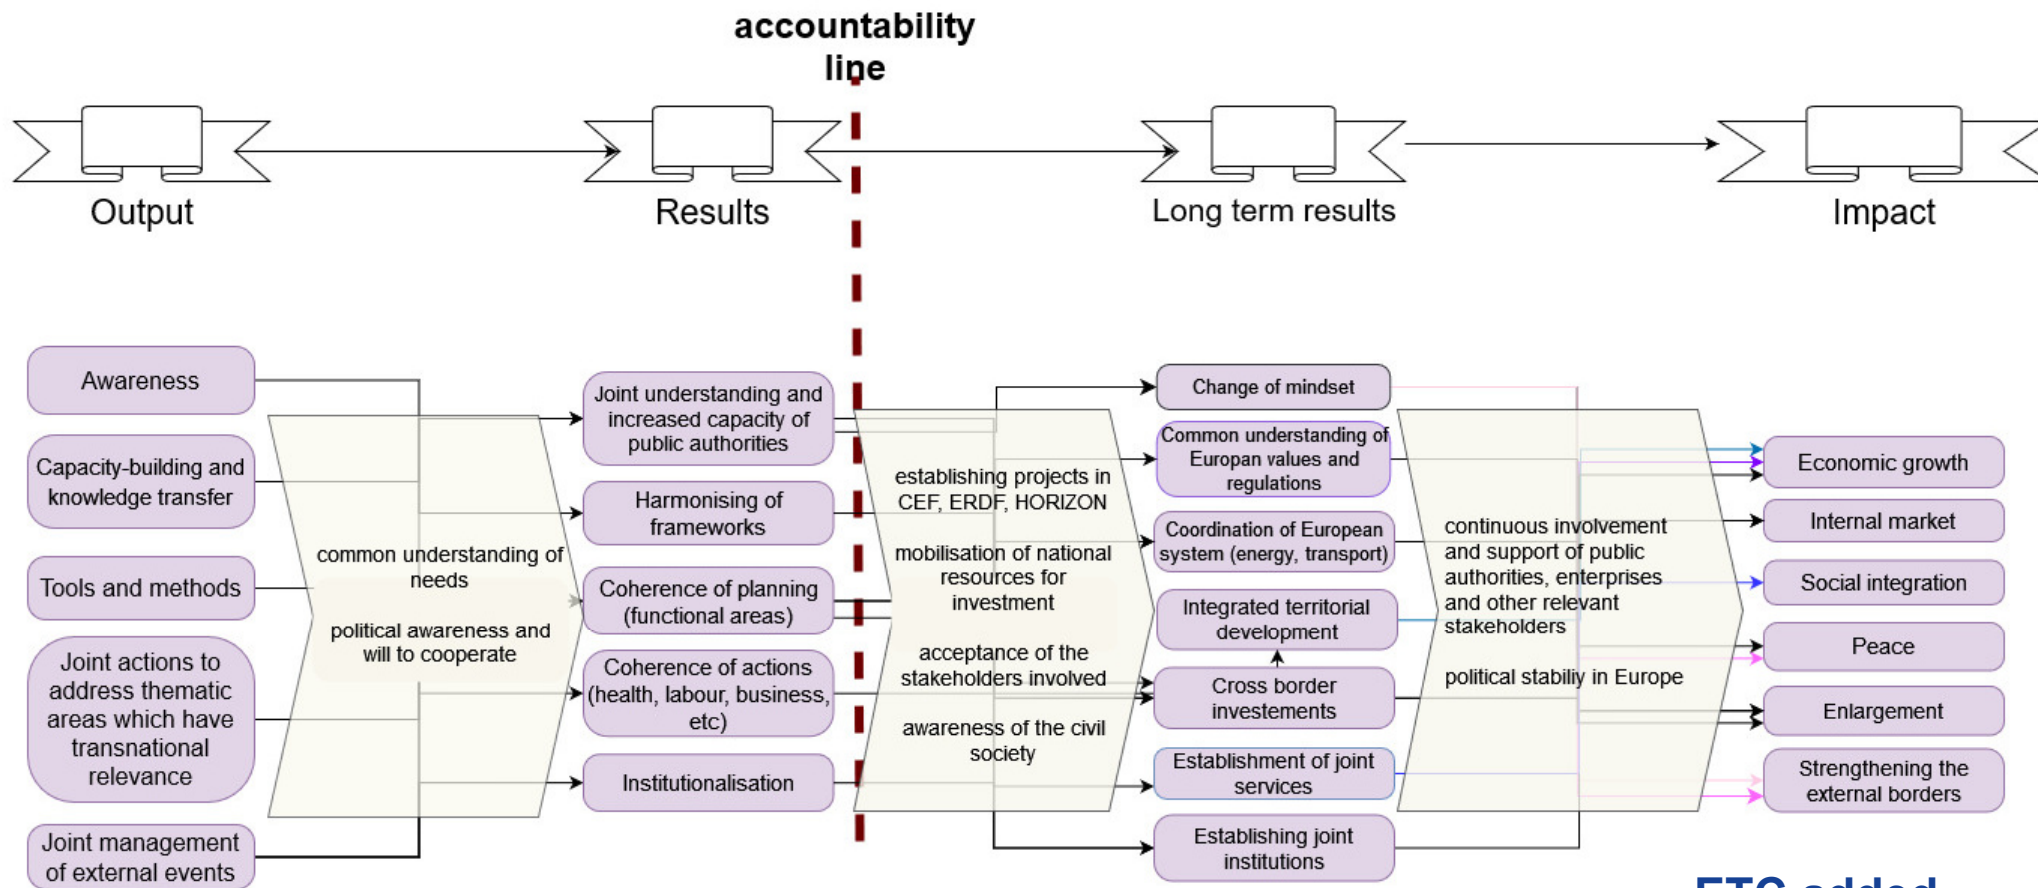 accountability
line
Output
Results
Long term results
Impact
Awareness
Capacity-building and
knowledge transfer
Tools and methods
Joint actions to
address thematic
areas which have
transnational
relevance
Joint management
of external events
common understanding of
needs
political awareness and
will to cooperate
Joint understanding and
increased capacity of
public authorities
Harmonising of
frameworks
Coherence of planning
(functional areas)
Coherence of actions
(health, labour, business,
etc)
Institutionalisation
establishing projects in
CEF, ERDF, HORIZON
mobilisation of national
resources for
investment
acceptance of the
stakeholders involved
awareness of the civil
society
Change of mindset
Common understanding of
Europan values and
regulations
Coordination of European
system (energy, transport)
Integrated territorial
development
Cross border
investements
Establishment of joint
services
Establishing joint
institutions
continuous involvement
and support of public
authorities, enterprises
and other relevant
stakeholders
political stabiliy in Europe
Economic growth
Internal market
Social integration
Peace
Enlargement
Strengthening the
external borders
ETC added